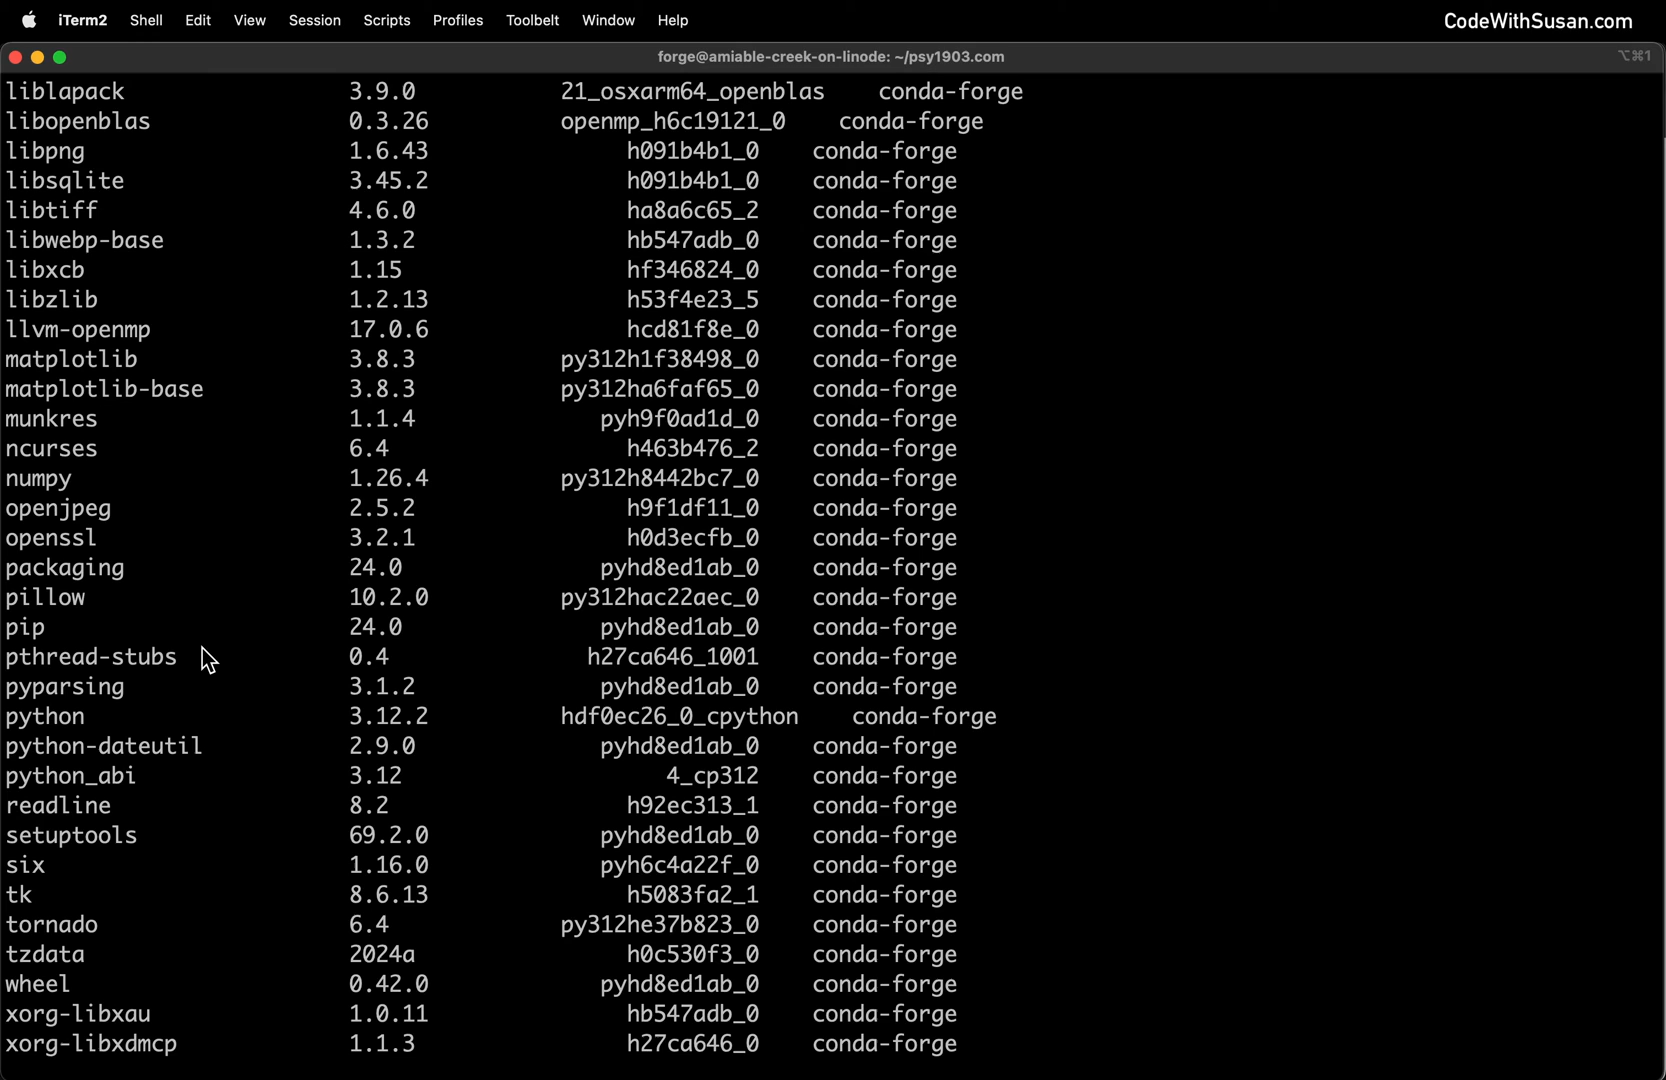 iTerm2 Shell Edit View Session Scripts Profiles Toolbelt Window Help CodeWithSusan.com
forge@amiable-creek-on-linode: ~/psy1903.com ⌥⌘1
liblapack 3.9.0 21_osxarm64_openblas conda-forge
libopenblas 0.3.26 openmp_h6c19121_0 conda-forge
libpng 1.6.43 h091b4b1_0 conda-forge
libsqlite 3.45.2 h091b4b1_0 conda-forge
libtiff 4.6.0 ha8a6c65_2 conda-forge
libwebp-base 1.3.2 hb547adb_0 conda-forge
libxcb 1.15 hf346824_0 conda-forge
libzlib 1.2.13 h53f4e23_5 conda-forge
llvm-openmp 17.0.6 hcd81f8e_0 conda-forge
matplotlib 3.8.3 py312h1f38498_0 conda-forge
matplotlib-base 3.8.3 py312ha6faf65_0 conda-forge
munkres 1.1.4 pyh9f0ad1d_0 conda-forge
ncurses 6.4 h463b476_2 conda-forge
numpy 1.26.4 py312h8442bc7_0 conda-forge
openjpeg 2.5.2 h9f1df11_0 conda-forge
openssl 3.2.1 h0d3ecfb_0 conda-forge
packaging 24.0 pyhd8ed1ab_0 conda-forge
pillow 10.2.0 py312hac22aec_0 conda-forge
pip 24.0 pyhd8ed1ab_0 conda-forge
pthread-stubs 0.4 h27ca646_1001 conda-forge
pyparsing 3.1.2 pyhd8ed1ab_0 conda-forge
python 3.12.2 hdf0ec26_0_cpython conda-forge
python-dateutil 2.9.0 pyhd8ed1ab_0 conda-forge
python_abi 3.12 4_cp312 conda-forge
readline 8.2 h92ec313_1 conda-forge
setuptools 69.2.0 pyhd8ed1ab_0 conda-forge
six 1.16.0 pyh6c4a22f_0 conda-forge
tk 8.6.13 h5083fa2_1 conda-forge
tornado 6.4 py312he37b823_0 conda-forge
tzdata 2024a h0c530f3_0 conda-forge
wheel 0.42.0 pyhd8ed1ab_0 conda-forge
xorg-libxau 1.0.11 hb547adb_0 conda-forge
xorg-libxdmcp 1.1.3 h27ca646_0 conda-forge